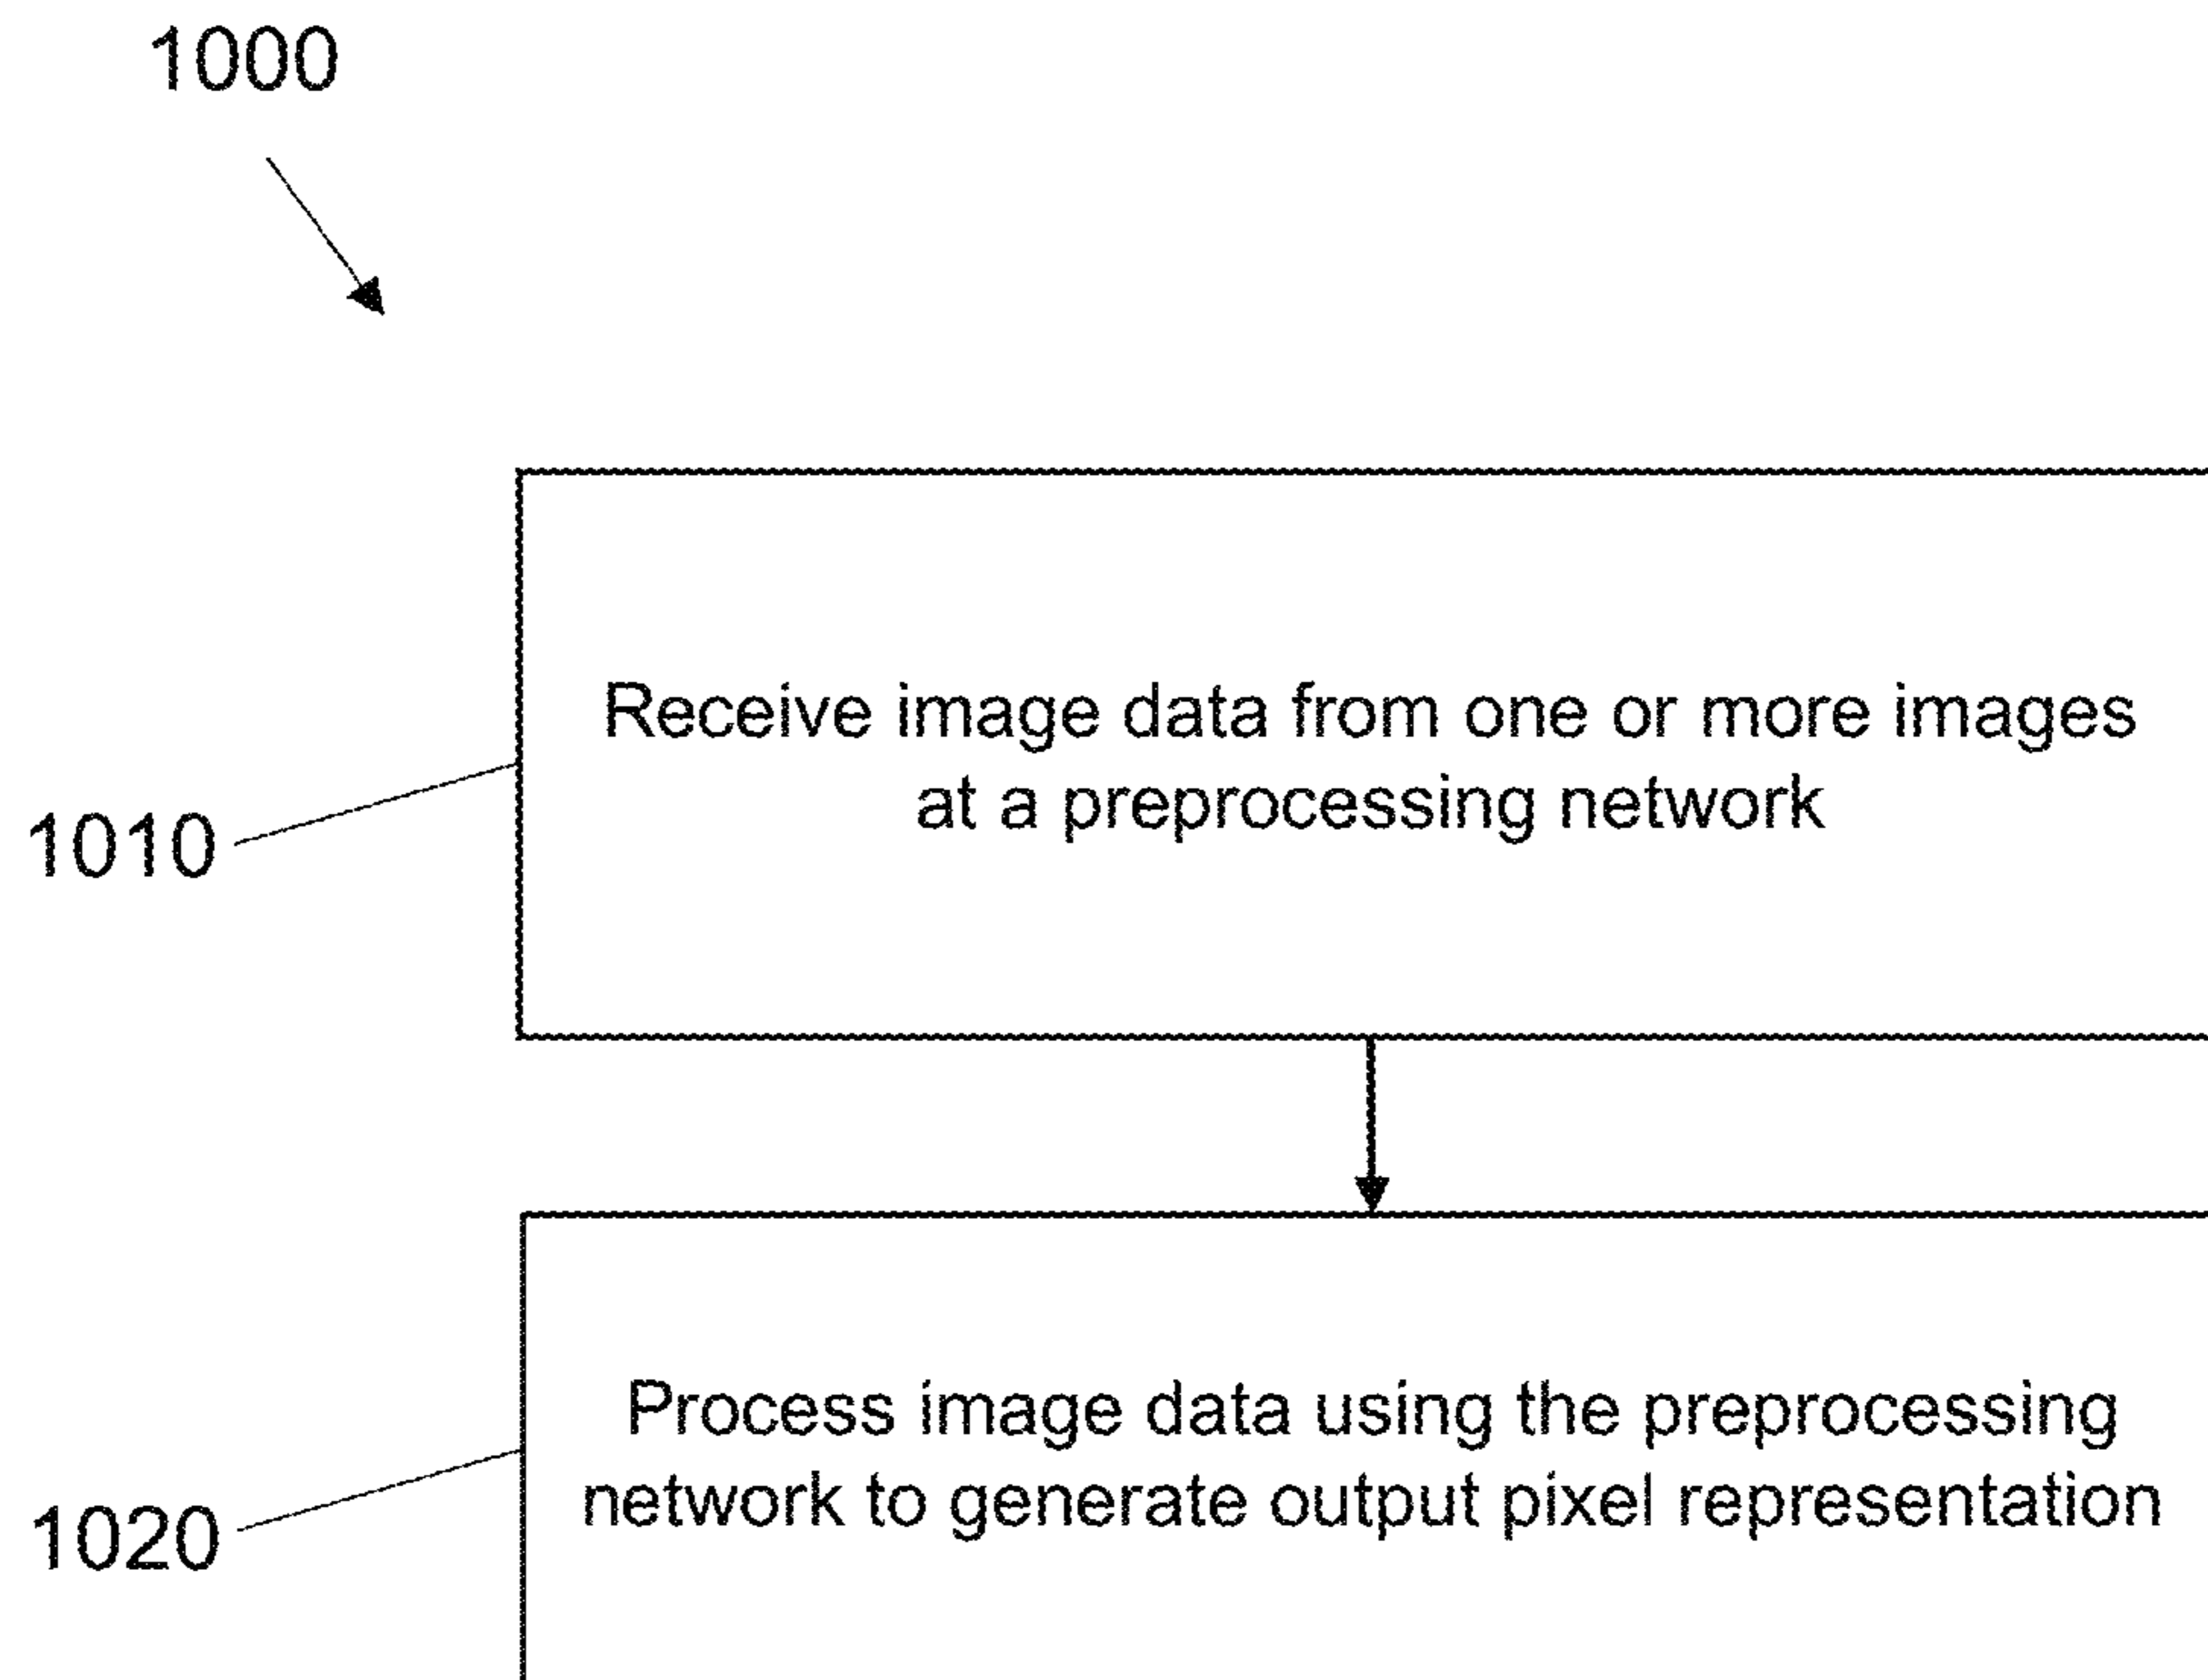 1000
Receive image data from one or more images
at a preprocessing network
1010
Process image data using the preprocessing
network to generate output pixel representation
1020